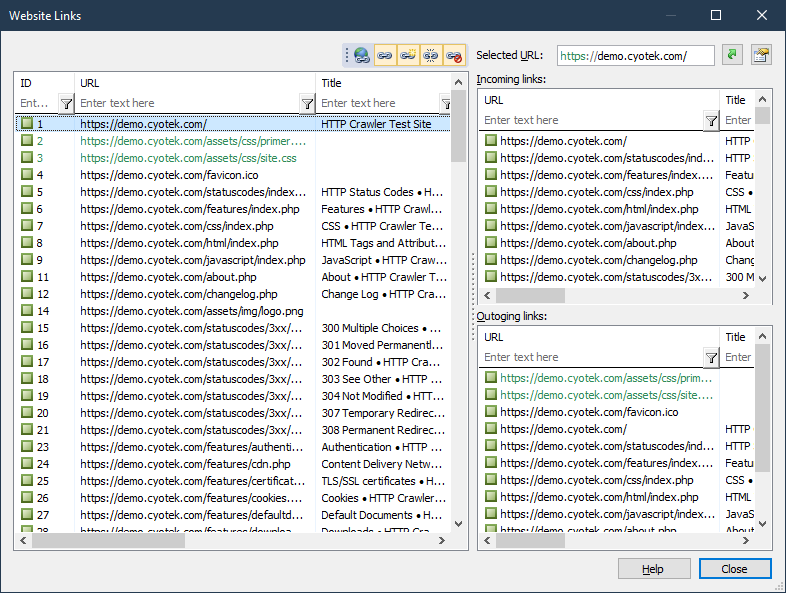 Website Links
Selected URL: https://demo.cyotek.com/
ID URL Title
Ent... Enter text here Enter text here
1 https://demo.cyotek.com/ HTTP Crawler Test Site
2 https://demo.cyotek.com/assets/css/primer....
3 https://demo.cyotek.com/assets/css/site.css
4 https://demo.cyotek.com/favicon.ico
5 https://demo.cyotek.com/statuscodes/index... HTTP Status Codes • H...
6 https://demo.cyotek.com/features/index.php Features • HTTP Crawl...
7 https://demo.cyotek.com/css/index.php CSS • HTTP Crawler Te...
8 https://demo.cyotek.com/html/index.php HTML Tags and Attribut...
9 https://demo.cyotek.com/javascript/index.php JavaScript • HTTP Craw...
11 https://demo.cyotek.com/about.php About • HTTP Crawler T...
12 https://demo.cyotek.com/changelog.php Change Log • HTTP Cra...
14 https://demo.cyotek.com/assets/img/logo.png
15 https://demo.cyotek.com/statuscodes/3xx/... 300 Multiple Choices • ...
16 https://demo.cyotek.com/statuscodes/3xx/... 301 Moved Permanentl...
17 https://demo.cyotek.com/statuscodes/3xx/... 302 Found • HTTP Cra...
18 https://demo.cyotek.com/statuscodes/3xx/... 303 See Other • HTTP ...
19 https://demo.cyotek.com/statuscodes/3xx/... 304 Not Modified • HTT...
20 https://demo.cyotek.com/statuscodes/3xx/... 307 Temporary Redirec...
21 https://demo.cyotek.com/statuscodes/3xx/... 308 Permanent Redirec...
23 https://demo.cyotek.com/features/authenti... Authentication • HTTP ...
24 https://demo.cyotek.com/features/cdn.php Content Delivery Netw...
25 https://demo.cyotek.com/features/certificat... TLS/SSL certificates • H...
26 https://demo.cyotek.com/features/cookies.... Cookies • HTTP Crawler...
27 https://demo.cyotek.com/features/defaultd... Default Documents • H...
28 https://demo.cyotek.com/features/downloa... Downloads • HTTP Cra...
Incoming links:
URL Title
Enter text here Enter
https://demo.cyotek.com/ HTTP
https://demo.cyotek.com/statuscodes/ind... HTTP
https://demo.cyotek.com/features/index.... Featu
https://demo.cyotek.com/css/index.php CSS •
https://demo.cyotek.com/html/index.php HTML
https://demo.cyotek.com/javascript/index... JavaS
https://demo.cyotek.com/about.php About
https://demo.cyotek.com/changelog.php Chang
https://demo.cyotek.com/statuscodes/3x... 300 M
Outoging links:
URL Title
Enter text here Enter
https://demo.cyotek.com/assets/css/prim...
https://demo.cyotek.com/assets/css/site....
https://demo.cyotek.com/favicon.ico
https://demo.cyotek.com/ HTTP
https://demo.cyotek.com/statuscodes/ind... HTTP
https://demo.cyotek.com/features/index.... Featu
https://demo.cyotek.com/css/index.php CSS •
https://demo.cyotek.com/html/index.php HTML
https://demo.cyotek.com/javascript/index... JavaS
https://demo.cyotek.com/about.php About
Help Close